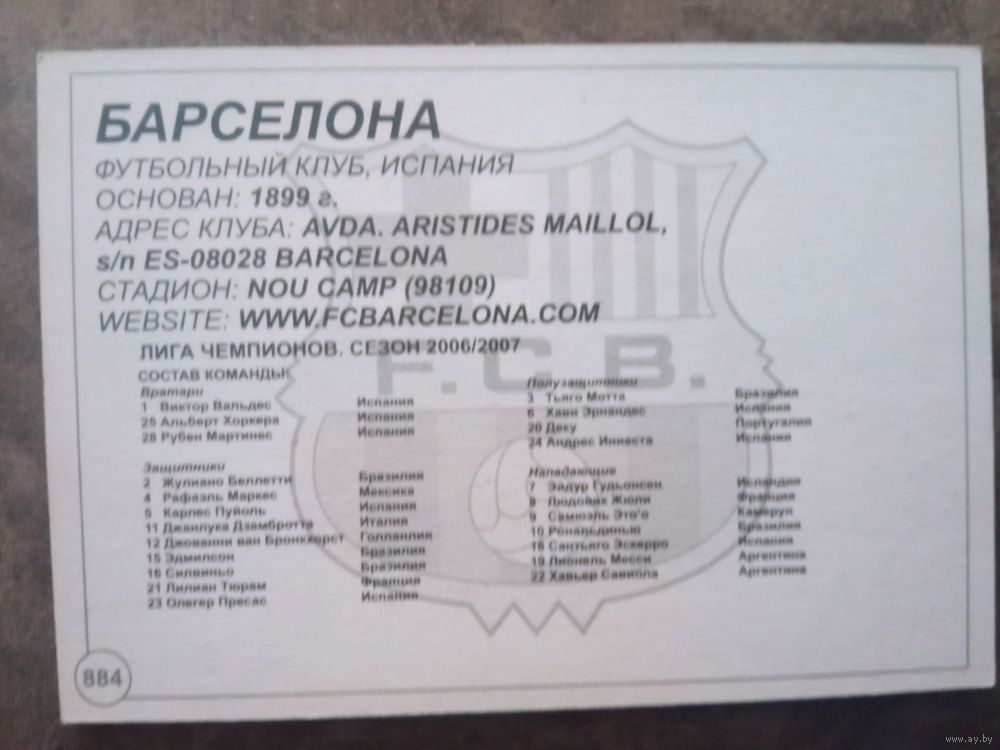 БАРСЕЛОНА
ФУТБОЛЬНЫЙ КЛУБ, ИСПАНИЯ
ОСНОВАН: 1899 г.
АДРЕС КЛУБА: AVDA. ARISTIDES MAILLOL,
s/n ES-08028 BARCELONA
СТАДИОН: NOU CAMP (98109)
WEBSITE: WWW.FCBARCELONA.COM
ЛИГА ЧЕМПИОНОВ. СЕЗОН 2006/2007
F.C.B.
СОСТАВ КОМАНДЫ:
Вратари
1 Виктор Вальдес Испания
25 Альберт Хоркера Испания
28 Рубен Мартинес Испания
Защитники
2 Жулиано Беллетти Бразилия
4 Рафаэль Маркес Мексика
5 Карлес Пуйоль Испания
11 Джанлука Дзамбротта Италия
12 Джованни ван Бронкхорст Голландия
15 Эдмилсон Бразилия
16 Силвиньо Бразилия
21 Лилиан Тюрам Франция
23 Олегер Пресас Испания
Полузащитники
3 Тьяго Мотта Бразилия
6 Хави Эрнандес Испания
20 Деку Португалия
24 Андрес Иниеста Испания
Нападающие
7 Эйдур Гудьонсен Исландия
8 Людовик Жюли Франция
9 Самюэль Это'о Камерун
10 Рональдиньо Бразилия
18 Сантьяго Эскерро Испания
19 Лионель Месси Аргентина
22 Хавьер Савиола Аргентина
884
www.ay.by